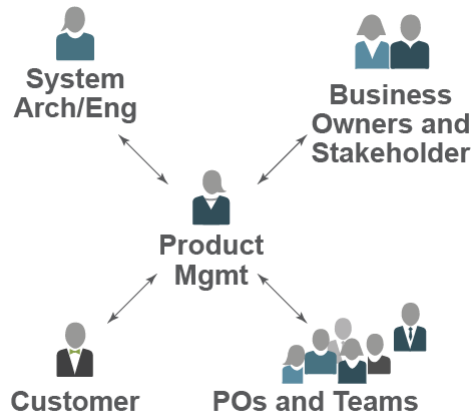 System
Arch/Eng
Business
Owners and
Stakeholder
Product
Mgmt
Customer
POs and Teams